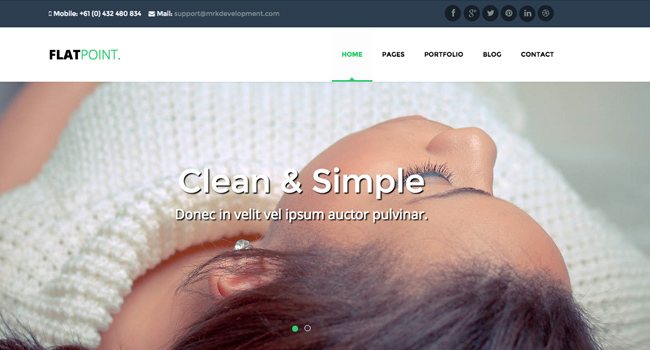 Mobile: +61 (0) 432 480 834 Mail: support@mrkdevelopment.com
FLATPOINT.
HOME PAGES PORTFOLIO BLOG CONTACT
Clean & Simple
Donec in velit vel ipsum auctor pulvinar.